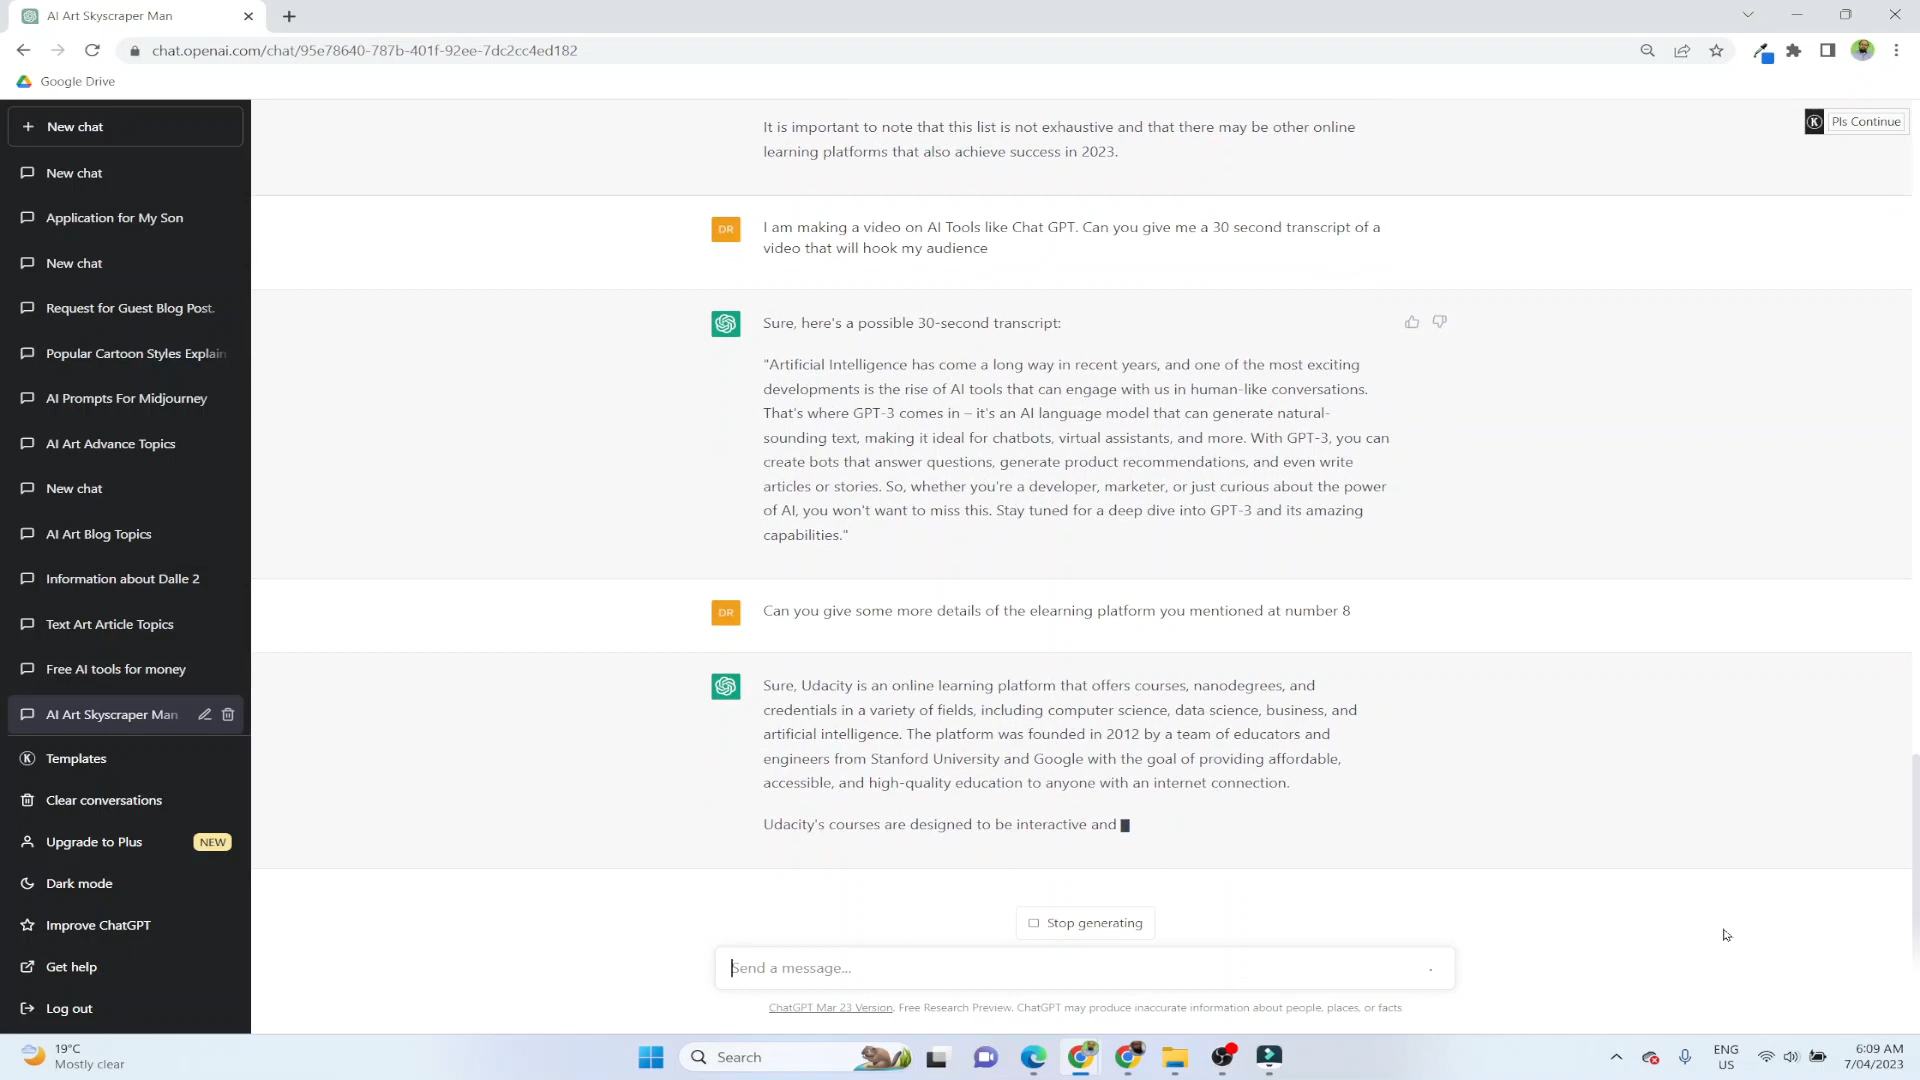 AI Art Skyscraper Man
chat.openai.com/chat/95e78640-787b-401f-92ee-7dc2cc4ed182
Google Drive
New chat
New chat
Application for My Son
New chat
Request for Guest Blog Post.
Popular Cartoon Styles Explain
AI Prompts For Midjourney
AI Art Advance Topics
New chat
AI Art Blog Topics
Information about Dalle 2
Text Art Article Topics
Free AI tools for money
AI Art Skyscraper Man
Templates
Clear conversations
Upgrade to Plus NEW
Dark mode
Improve ChatGPT
Get help
Log out
It is important to note that this list is not exhaustive and that there may be other online
learning platforms that also achieve success in 2023.
K Pls Continue
DR I am making a video on AI Tools like Chat GPT. Can you give me a 30 second transcript of a
video that will hook my audience
Sure, here's a possible 30-second transcript:
"Artificial Intelligence has come a long way in recent years, and one of the most exciting
developments is the rise of AI tools that can engage with us in human-like conversations.
That's where GPT-3 comes in – it's an AI language model that can generate natural-
sounding text, making it ideal for chatbots, virtual assistants, and more. With GPT-3, you can
create bots that answer questions, generate product recommendations, and even write
articles or stories. So, whether you're a developer, marketer, or just curious about the power
of AI, you won't want to miss this. Stay tuned for a deep dive into GPT-3 and its amazing
capabilities."
DR Can you give some more details of the elearning platform you mentioned at number 8
Sure, Udacity is an online learning platform that offers courses, nanodegrees, and
credentials in a variety of fields, including computer science, data science, business, and
artificial intelligence. The platform was founded in 2012 by a team of educators and
engineers from Stanford University and Google with the goal of providing affordable,
accessible, and high-quality education to anyone with an internet connection.
Udacity's courses are designed to be interactive and
Stop generating
Send a message...
ChatGPT Mar 23 Version. Free Research Preview. ChatGPT may produce inaccurate information about people, places, or facts
19°C
Mostly clear
Search
ENG
US
6:09 AM
7/04/2023